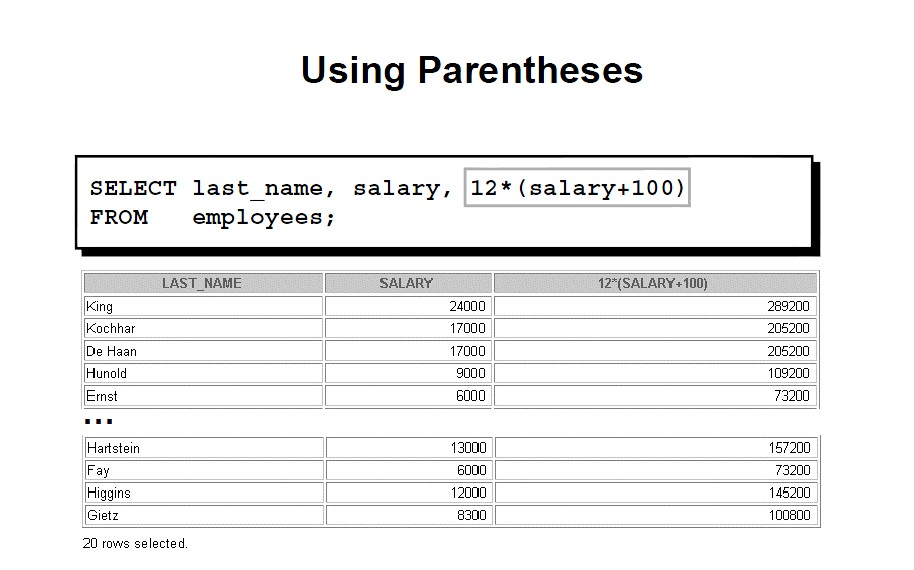 Using Parentheses
SELECT last_name, salary, 12*(salary+100)
FROM employees;
LAST_NAME SALARY 12*(SALARY+100)
King 24000 289200
Kochhar 17000 205200
De Haan 17000 205200
Hunold 9000 109200
Ernst 6000 73200
...
Hartstein 13000 157200
Fay 6000 73200
Higgins 12000 145200
Gietz 8300 100800
20 rows selected.